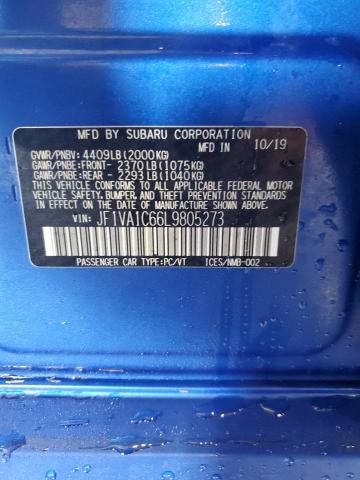 MFD BY SUBARU CORPORATION
MFD. IN 10/19
GVWR/PNBV: 4409LB(2000KG)
GAWR/PNBE:FRONT- 2370LB(1075KG)
GAWR/PNBE:REAR - 2293LB(1040KG)
THIS VEHICLE CONFORMS TO ALL APPLICABLE FEDERAL MOTOR
VEHICLE SAFETY, BUMPER, AND THEFT PREVENTION STANDARDS
IN EFFECT ON THE DATE OF MANUFACTURE SHOWN ABOVE.
VIN: JF1VA1C66L9805273
PASSENGER CAR TYPE:PC/VT ICES/NMB-002